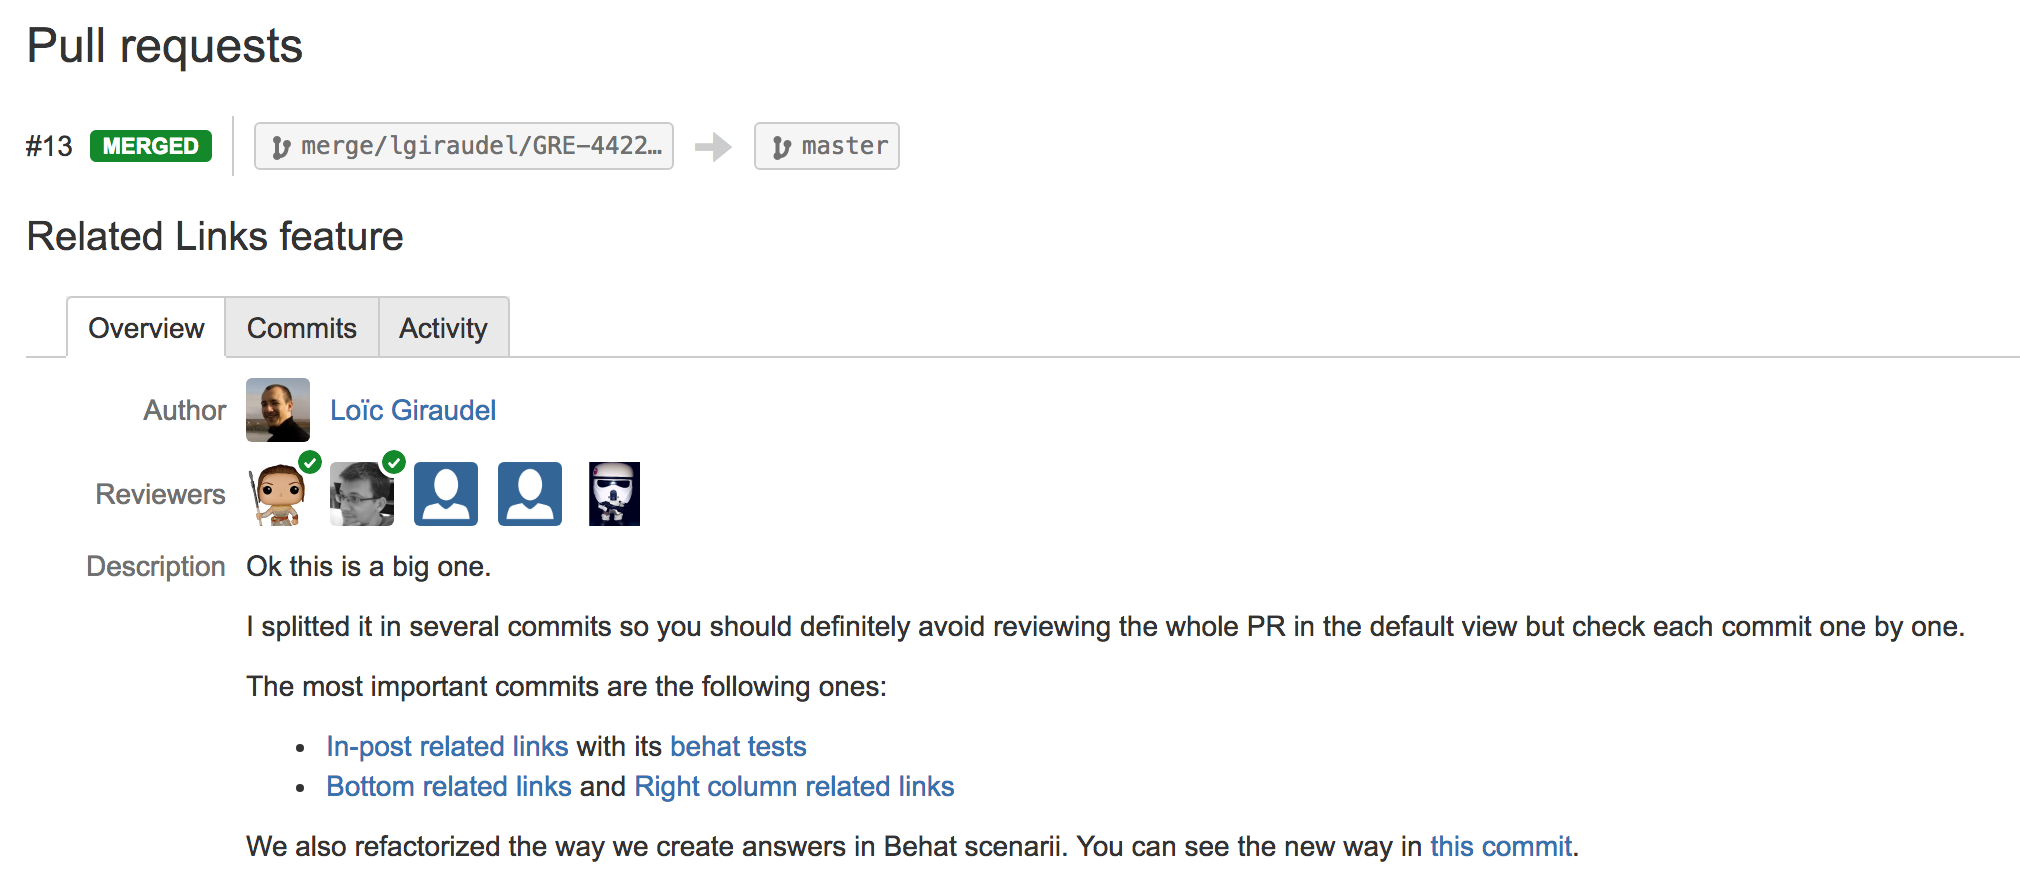 Pull requests
#13 MERGED merge/lgiraudel/GRE-4422… master
Related Links feature
Overview Commits Activity
Author Loïc Giraudel
Reviewers
Description Ok this is a big one.
I splitted it in several commits so you should definitely avoid reviewing the whole PR in the default view but check each commit one by one.
The most important commits are the following ones:
• In-post related links with its behat tests
• Bottom related links and Right column related links
We also refactorized the way we create answers in Behat scenarii. You can see the new way in this commit.